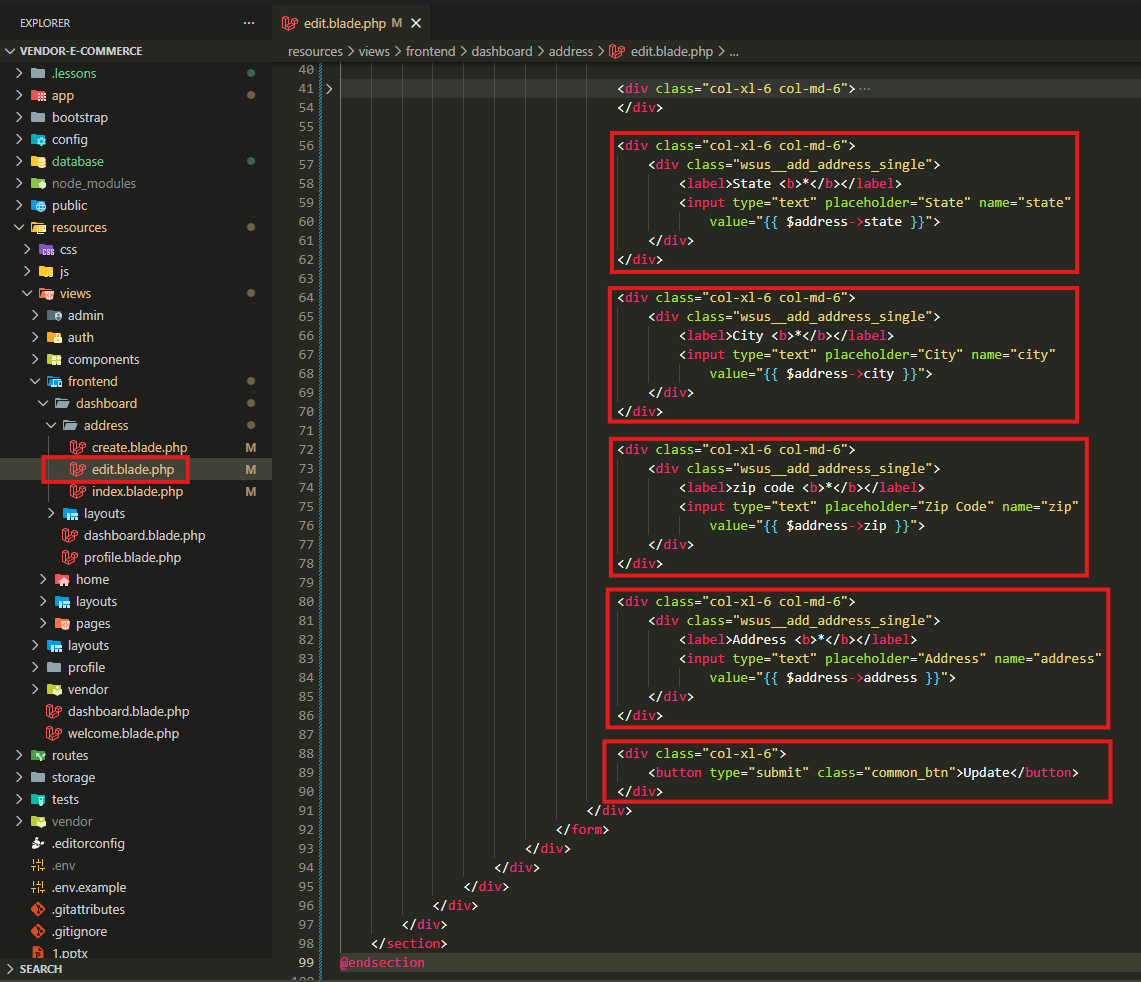 EXPLORER
···
edit.blade.php M
VENDOR-E-COMMERCE
resources > views > frontend > dashboard > address > edit.blade.php > ...
.lessons
app
bootstrap
config
database
node_modules
public
resources
css
js
views
admin
auth
components
frontend
dashboard
address
create.blade.php M
edit.blade.php M
index.blade.php M
layouts
dashboard.blade.php
profile.blade.php
home
layouts
pages
layouts
profile
vendor
dashboard.blade.php
welcome.blade.php
routes
storage
tests
vendor
.editorconfig
.env
.env.example
.gitattributes
.gitignore
1.pptx
SEARCH
40
41 <div class="col-xl-6 col-md-6"> ···
54 </div>
55
56 <div class="col-xl-6 col-md-6">
57 <div class="wsus__add_address_single">
58 <label>State <b>*</b></label>
59 <input type="text" placeholder="State" name="state"
60 value="{{ $address->state }}">
61 </div>
62 </div>
63
64 <div class="col-xl-6 col-md-6">
65 <div class="wsus__add_address_single">
66 <label>City <b>*</b></label>
67 <input type="text" placeholder="City" name="city"
68 value="{{ $address->city }}">
69 </div>
70 </div>
71
72 <div class="col-xl-6 col-md-6">
73 <div class="wsus__add_address_single">
74 <label>zip code <b>*</b></label>
75 <input type="text" placeholder="Zip Code" name="zip"
76 value="{{ $address->zip }}">
77 </div>
78 </div>
79
80 <div class="col-xl-6 col-md-6">
81 <div class="wsus__add_address_single">
82 <label>Address <b>*</b></label>
83 <input type="text" placeholder="Address" name="address"
84 value="{{ $address->address }}">
85 </div>
86 </div>
87
88 <div class="col-xl-6">
89 <button type="submit" class="common_btn">Update</button>
90 </div>
91 </div>
92 </form>
93 </div>
94 </div>
95 </div>
96 </div>
97 </div>
98 </section>
99 @endsection
100